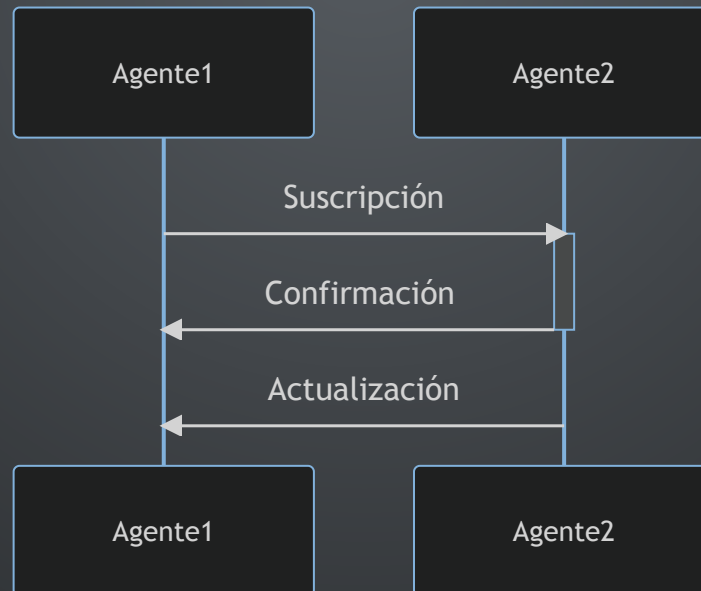 Agente1
Agente2
Suscripción
Confirmación
Actualización
Agente1
Agente2